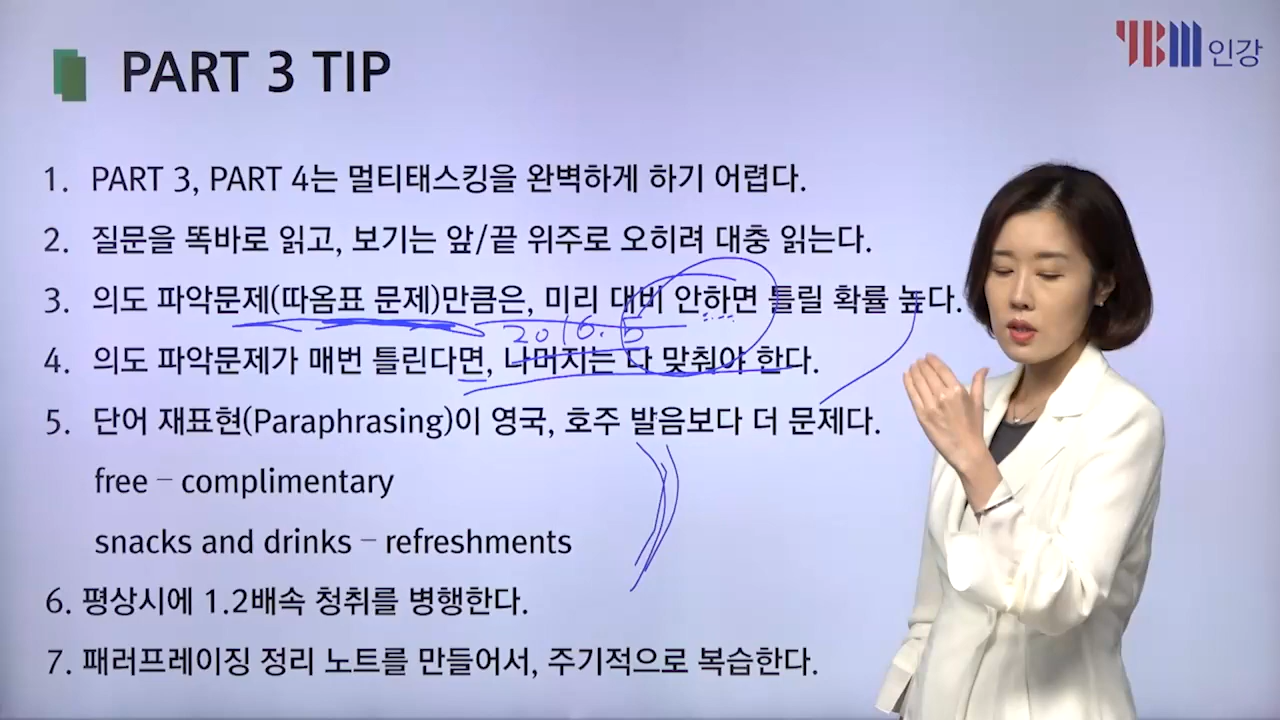 PART 3 TIP
YBM 인강
1. PART 3, PART 4는 멀티태스킹을 완벽하게 하기 어렵다.
2. 질문을 똑바로 읽고, 보기는 앞/끝 위주로 오히려 대충 읽는다.
3. 의도 파악문제(따옴표 문제)만큼은, 미리 대비 안하면 틀릴 확률 높다.
2016. 5
4. 의도 파악문제가 매번 틀린다면, 나머지는 다 맞춰야 한다.
5. 단어 재표현(Paraphrasing)이 영국, 호주 발음보다 더 문제다.
free – complimentary
snacks and drinks – refreshments
6. 평상시에 1.2배속 청취를 병행한다.
7. 패러프레이징 정리 노트를 만들어서, 주기적으로 복습한다.